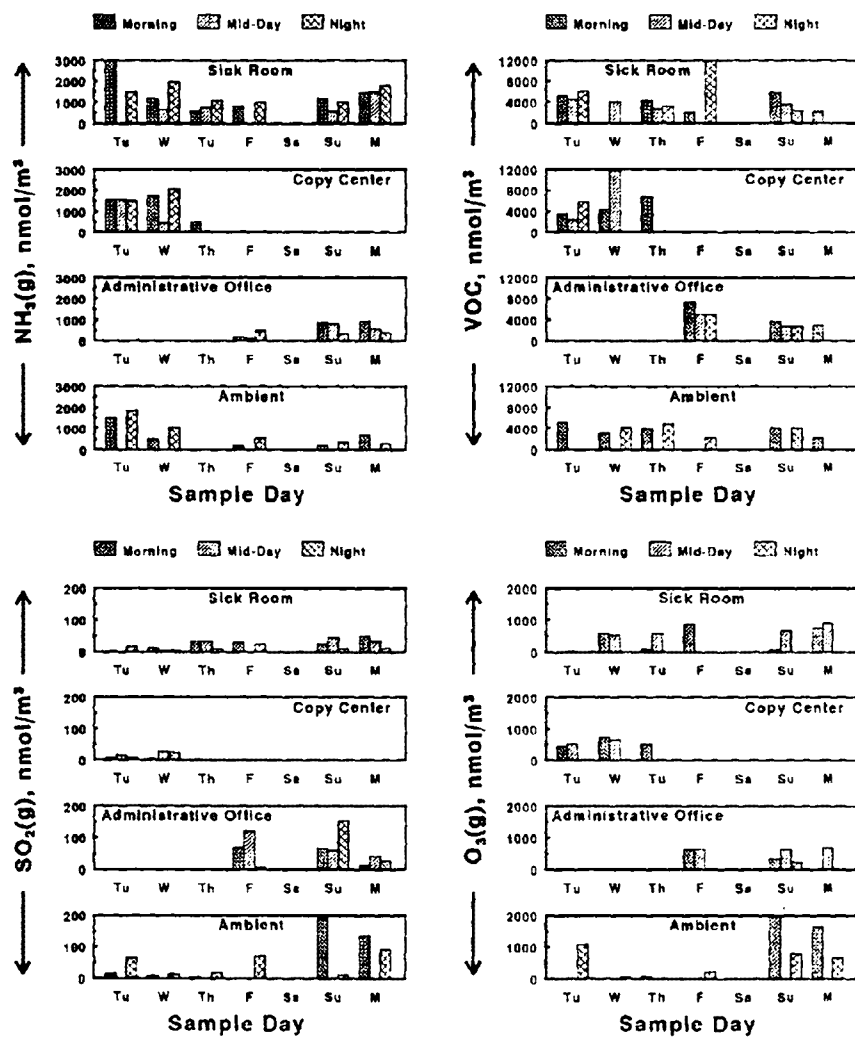 Morning Mid-Day Night
NH₃(g), nmol/m³
3000
2000
1000
0
Sick Room
Tu W Tu F Sa Su M
3000
2000
1000
0
Copy Center
Tu W Th F Sa Su M
3000
2000
1000
0
Administrative Office
Tu W Th F Sa Su M
3000
2000
1000
0
Ambient
Tu W Th F Sa Su M
Sample Day
Morning Mid-Day Night
VOC, nmol/m³
12000
8000
4000
0
Sick Room
Tu W Th F Sa Su M
12000
8000
4000
0
Copy Center
Tu W Th F Sa Su M
12000
8000
4000
0
Administrative Office
Tu W Th F Sa Su M
12000
8000
4000
0
Ambient
Tu W Th F Sa Su M
Sample Day
Morning Mid-Day Night
SO₂(g), nmol/m³
200
100
0
Sick Room
Tu W Th F Sa Su M
200
100
0
Copy Center
Tu W Th F Sa Su M
200
100
0
Administrative Office
Tu W Th F Sa Su M
200
100
0
Ambient
Tu W Th F Sa Su M
Sample Day
Morning Mid-Day Night
O₃(g), nmol/m³
2000
1000
0
Sick Room
Tu W Tu F Sa Su M
2000
1000
0
Copy Center
Tu W Tu F Sa Su M
2000
1000
0
Administrative Office
Tu W Th F Sa Su M
2000
1000
0
Ambient
Tu W Th F Sa Su M
Sample Day